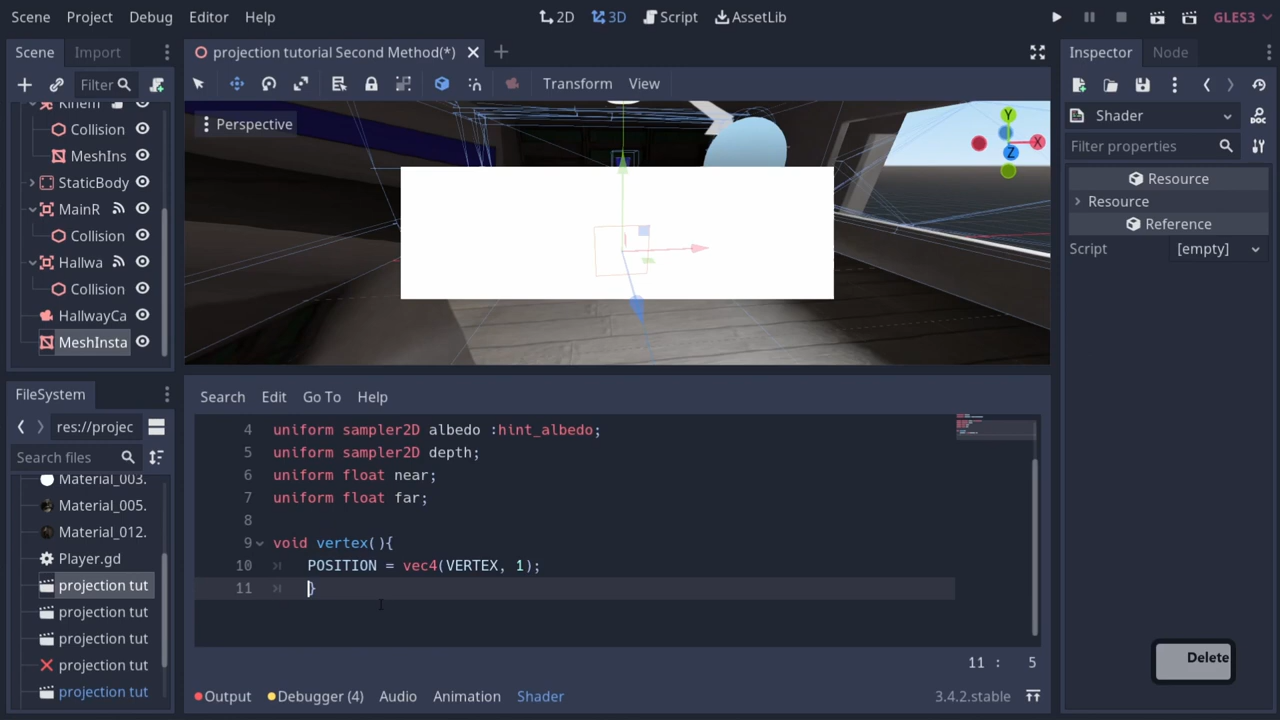 Scene Project Debug Editor Help
2D 3D Script AssetLib
GLES3
Scene Import
projection tutorial Second Method(*)
Inspector Node
Filter
Transform View
Kinem
Collision
MeshIns
StaticBody
MainR
Collision
Hallwa
Collision
HallwayCa
MeshInsta
Perspective
Y
X
Z
Shader
Filter properties
Resource
Resource
Reference
Script [empty]
FileSystem
res://projec
Search files
Material_003.
Material_005.
Material_012.
Player.gd
projection tut
projection tut
projection tut
projection tut
projection tut
Search Edit Go To Help
4 uniform sampler2D albedo :hint_albedo;
5 uniform sampler2D depth;
6 uniform float near;
7 uniform float far;
8
9 void vertex(){
10 POSITION = vec4(VERTEX, 1);
11 }
11 : 5
Delete
Output Debugger (4) Audio Animation Shader
3.4.2.stable